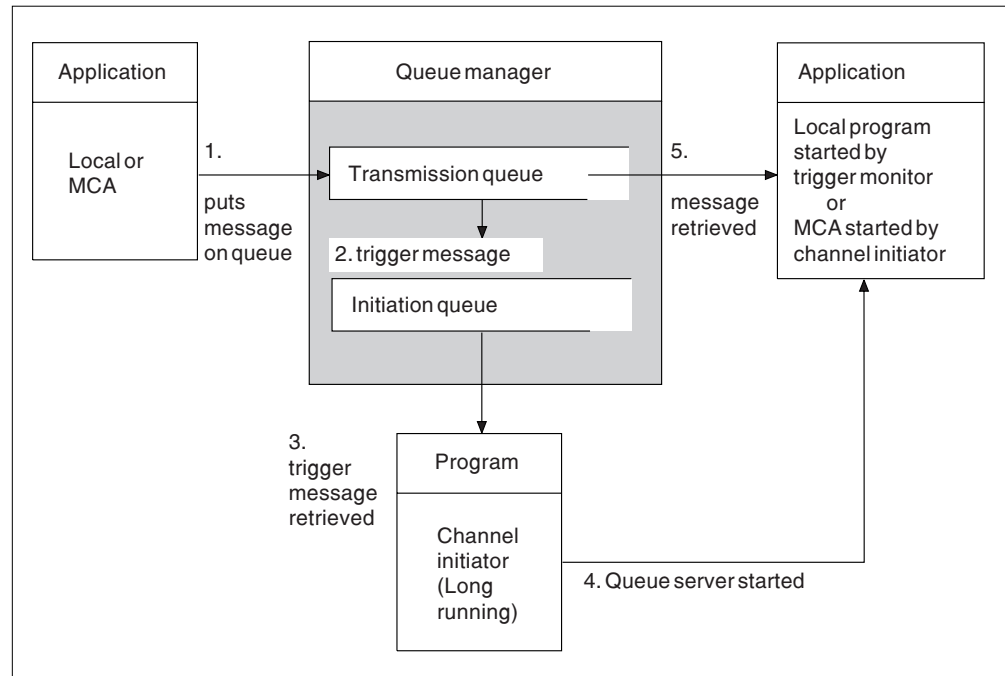 Application
Local or
MCA
1.
puts
message
on queue
Queue manager
Transmission queue
2. trigger message
Initiation queue
5.
message
retrieved
Application
Local program
started by
trigger monitor
or
MCA started by
channel initiator
3.
trigger
message
retrieved
Program
Channel
initiator
(Long
running)
4. Queue server started